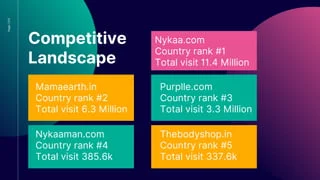 Competitive
Landscape
Nykaa.com
Country rank #1
Total visit 11.4 Million
Mamaearth.in
Country rank #2
Total visit 6.3 Million
Purplle.com
Country rank #3
Total visit 3.3 Million
Nykaaman.com
Country rank #4
Total visit 385.6k
Thebodyshop.in
Country rank #5
Total visit 337.6k